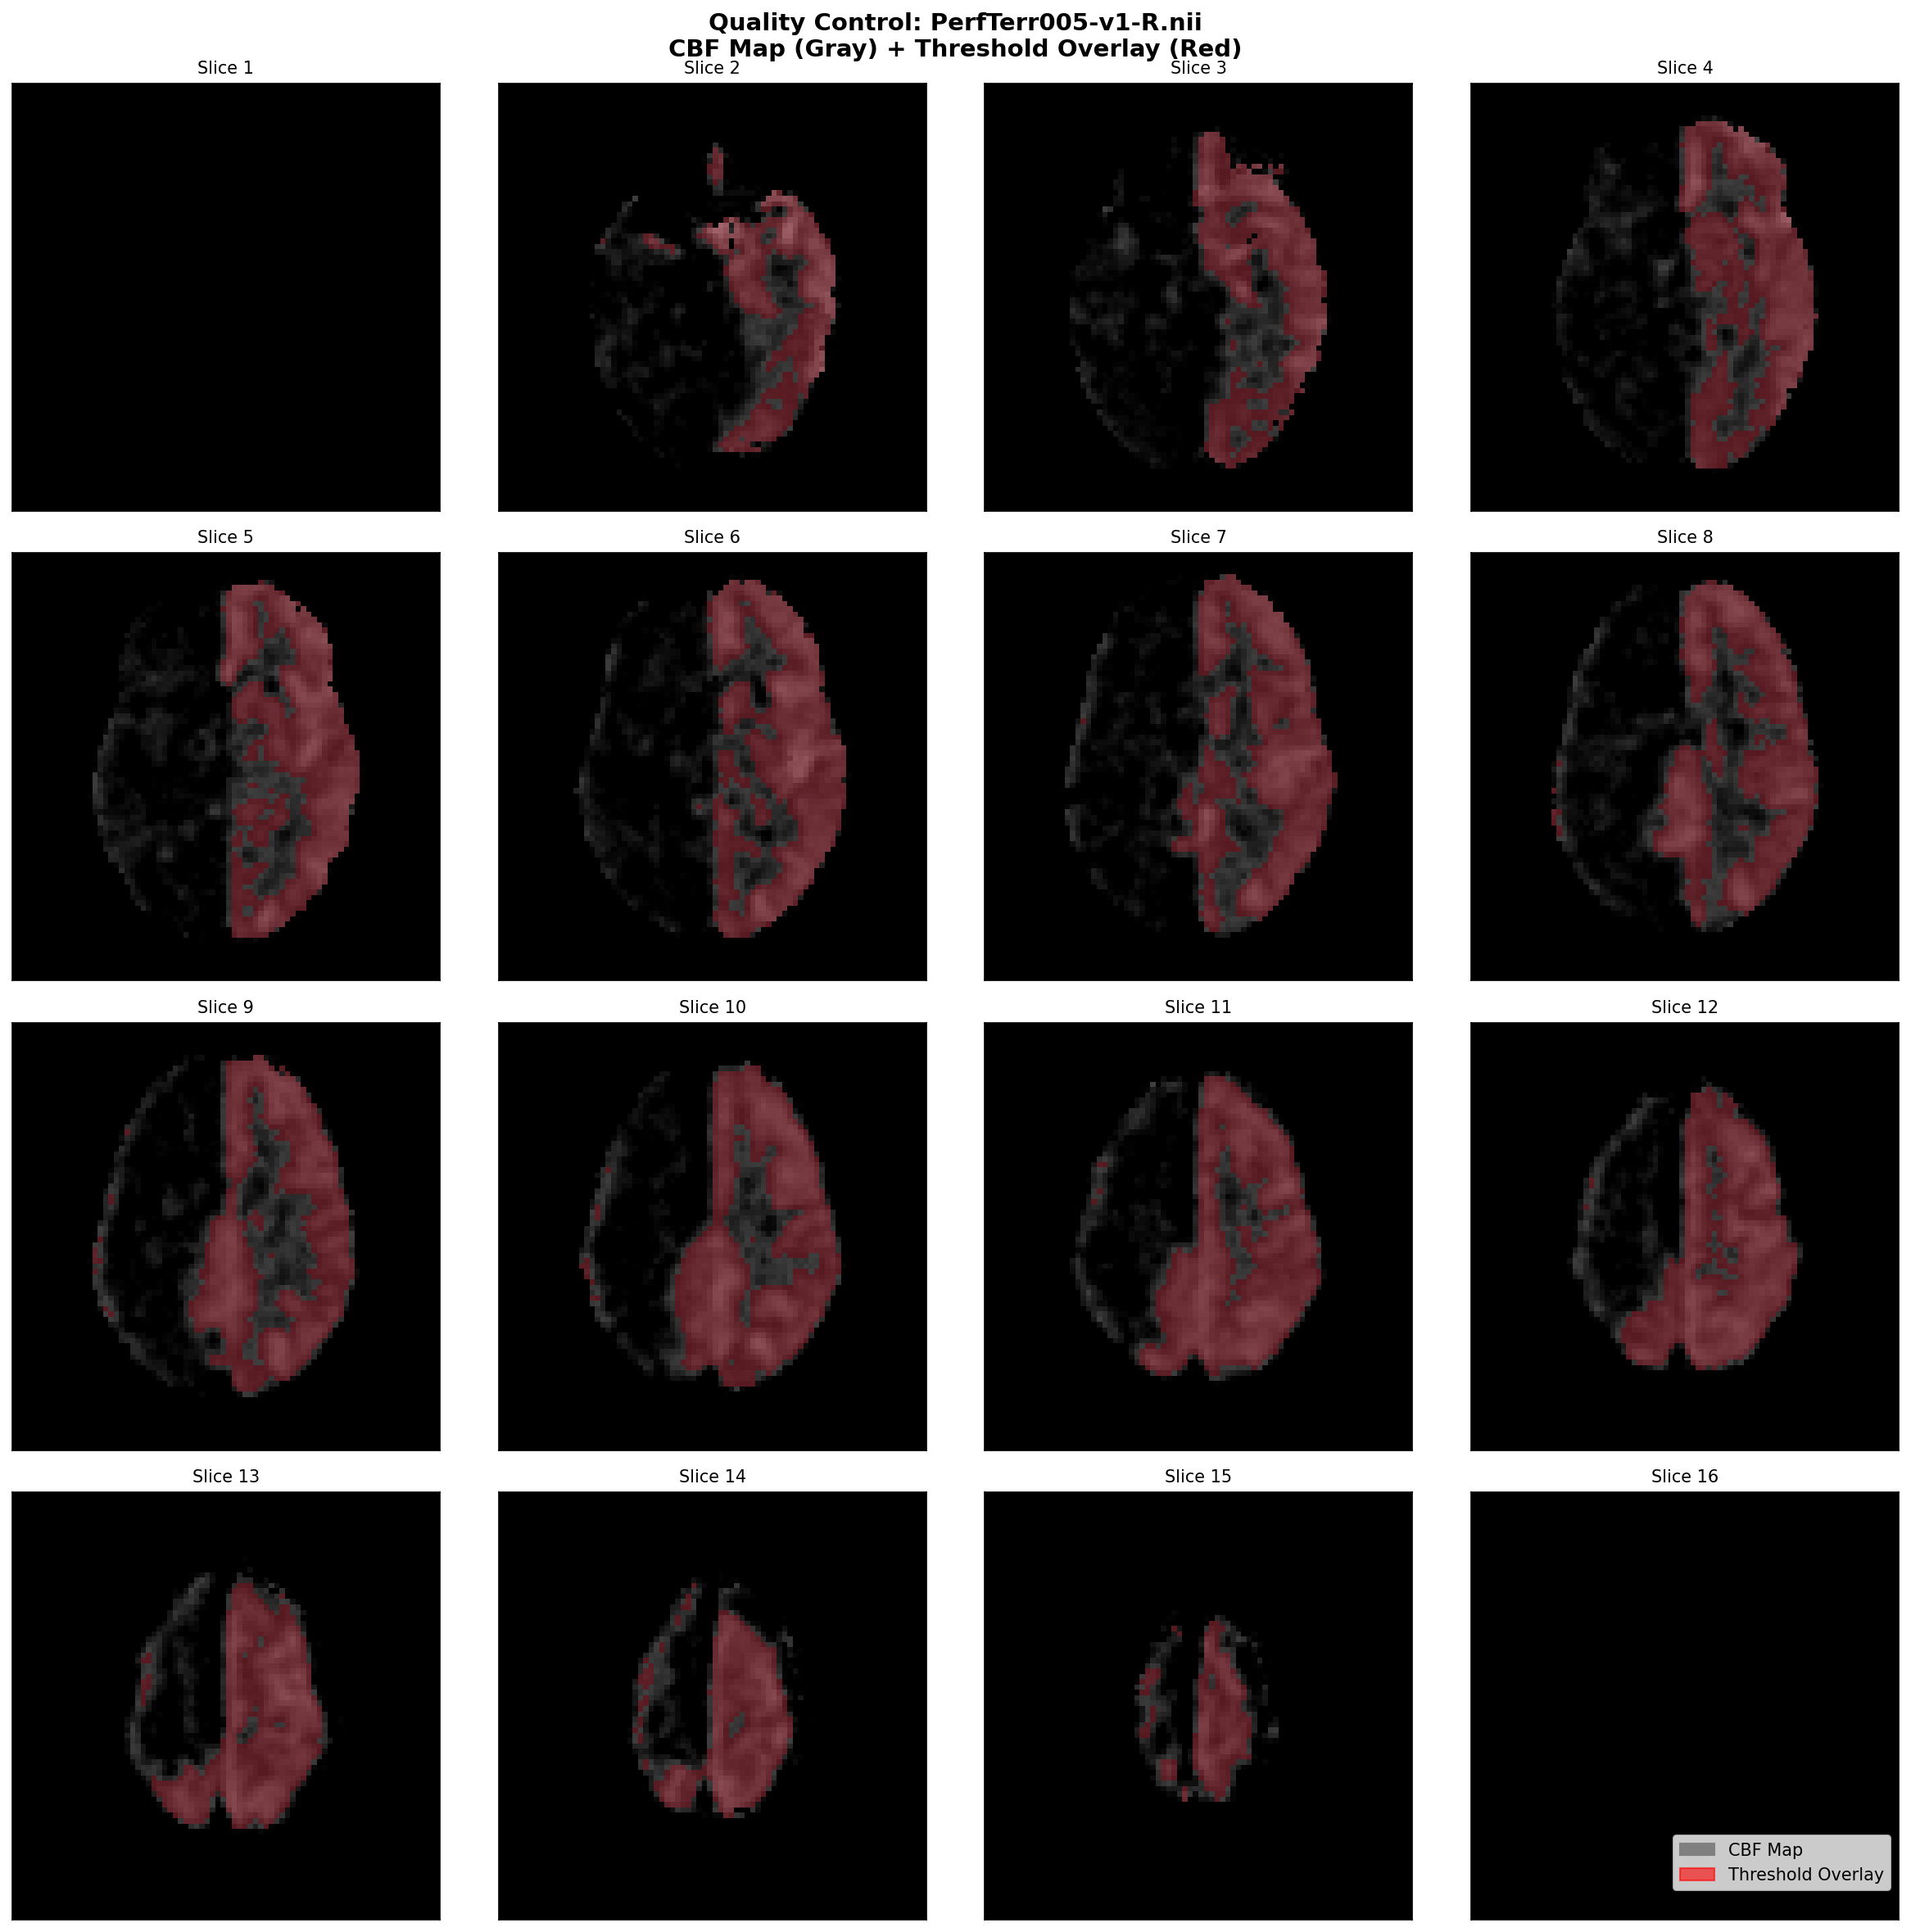 Quality Control: PerfTerr005-v1-R.nii
CBF Map (Gray) + Threshold Overlay (Red)
Slice 1
Slice 2
Slice 3
Slice 4
Slice 5
Slice 6
Slice 7
Slice 8
Slice 9
Slice 10
Slice 11
Slice 12
Slice 13
Slice 14
Slice 15
Slice 16
CBF Map
Threshold Overlay